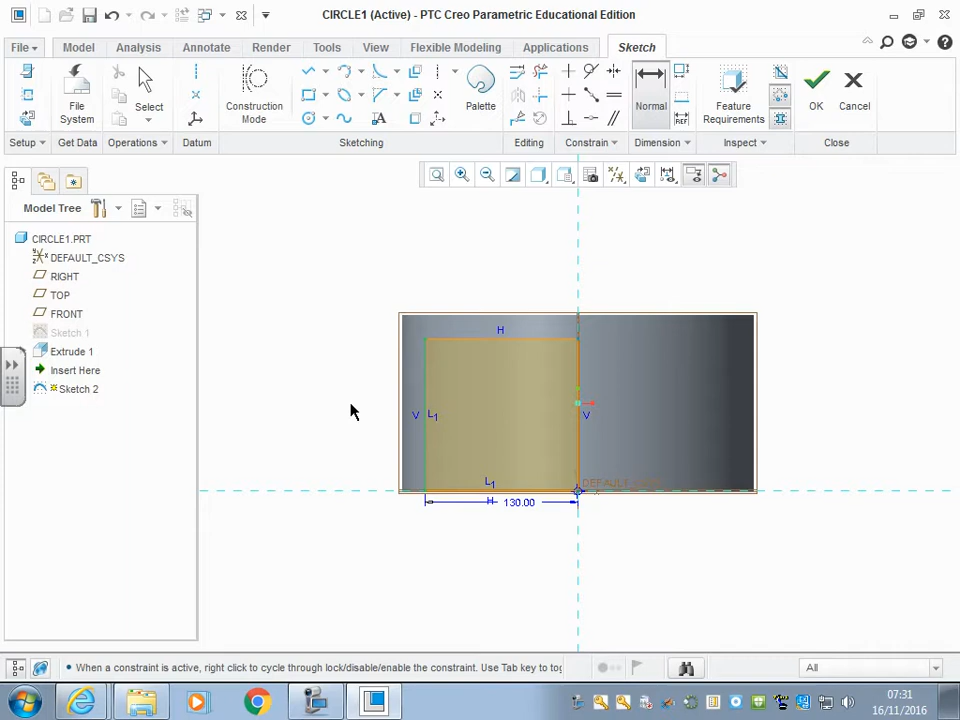 CIRCLE1 (Active) - PTC Creo Parametric Educational Edition
File Model Analysis Annotate Render Tools View Flexible Modeling Applications Sketch
File System
Select
Construction Mode
Palette
Normal
Feature Requirements
OK
Cancel
Setup Get Data Operations Datum Sketching Editing Constrain Dimension Inspect Close
Model Tree
CIRCLE1.PRT
DEFAULT_CSYS
RIGHT
TOP
FRONT
Sketch 1
Extrude 1
Insert Here
Sketch 2
H
V L1
V
L1
H 130.00
When a constraint is active, right click to cycle through lock/disable/enable the constraint. Use Tab key to tog
All
07:31
16/11/2016